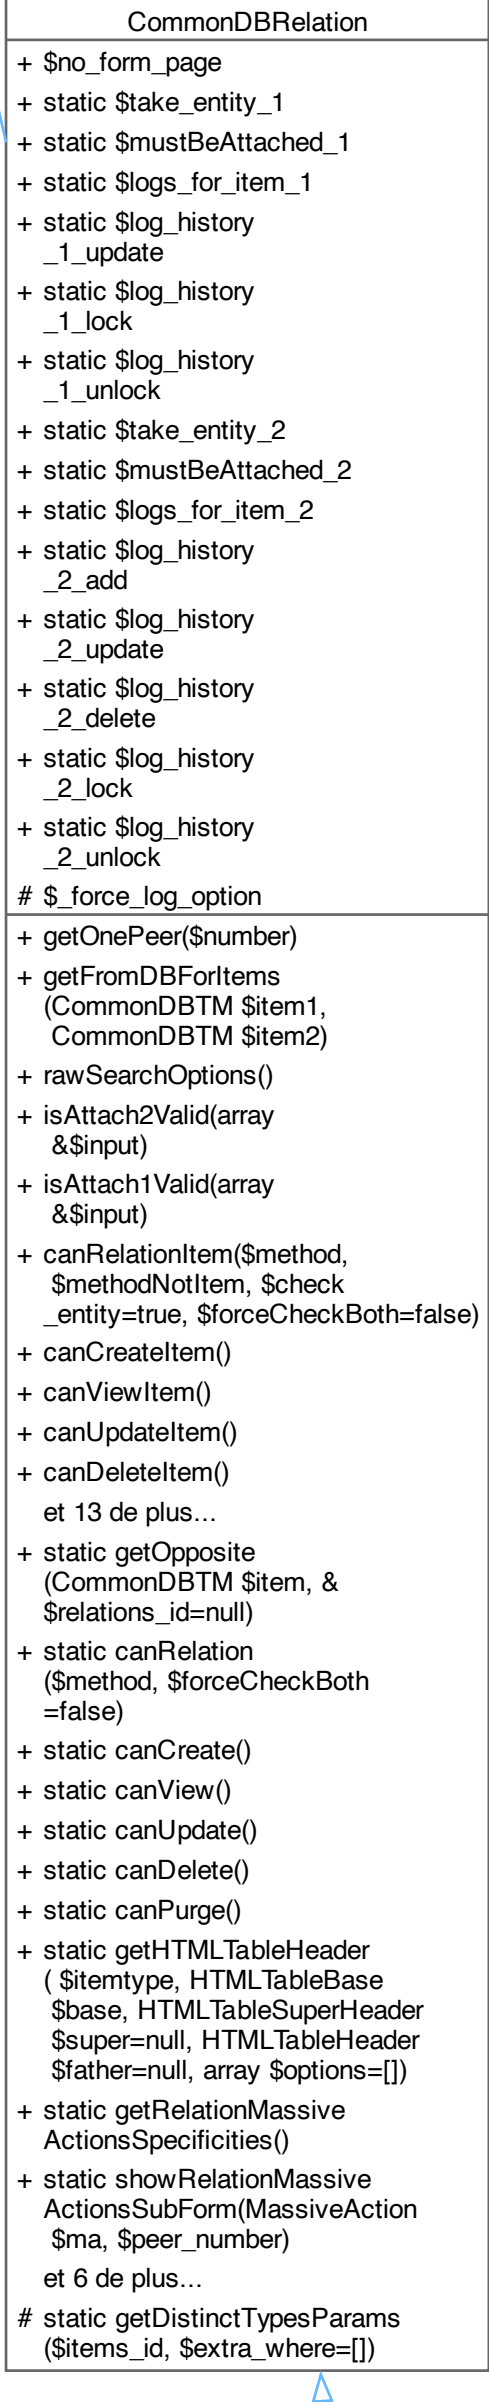 CommonDBRelation
+ $no_form_page
+ static $take_entity_1
+ static $mustBeAttached_1
+ static $logs_for_item_1
+ static $log_history
_1_update
+ static $log_history
_1_lock
+ static $log_history
_1_unlock
+ static $take_entity_2
+ static $mustBeAttached_2
+ static $logs_for_item_2
+ static $log_history
_2_add
+ static $log_history
_2_update
+ static $log_history
_2_delete
+ static $log_history
_2_lock
+ static $log_history
_2_unlock
# $_force_log_option
+ getOnePeer($number)
+ getFromDBForItems
(CommonDBTM $item1,
CommonDBTM $item2)
+ rawSearchOptions()
+ isAttach2Valid(array
&$input)
+ isAttach1Valid(array
&$input)
+ canRelationItem($method,
$methodNotItem, $check
_entity=true, $forceCheckBoth=false)
+ canCreateItem()
+ canViewItem()
+ canUpdateItem()
+ canDeleteItem()
et 13 de plus...
+ static getOpposite
(CommonDBTM $item, &
$relations_id=null)
+ static canRelation
($method, $forceCheckBoth
=false)
+ static canCreate()
+ static canView()
+ static canUpdate()
+ static canDelete()
+ static canPurge()
+ static getHTMLTableHeader
( $itemtype, HTMLTableBase
$base, HTMLTableSuperHeader
$super=null, HTMLTableHeader
$father=null, array $options=[])
+ static getRelationMassive
ActionsSpecificities()
+ static showRelationMassive
ActionsSubForm(MassiveAction
$ma, $peer_number)
et 6 de plus...
# static getDistinctTypesParams
($items_id, $extra_where=[])